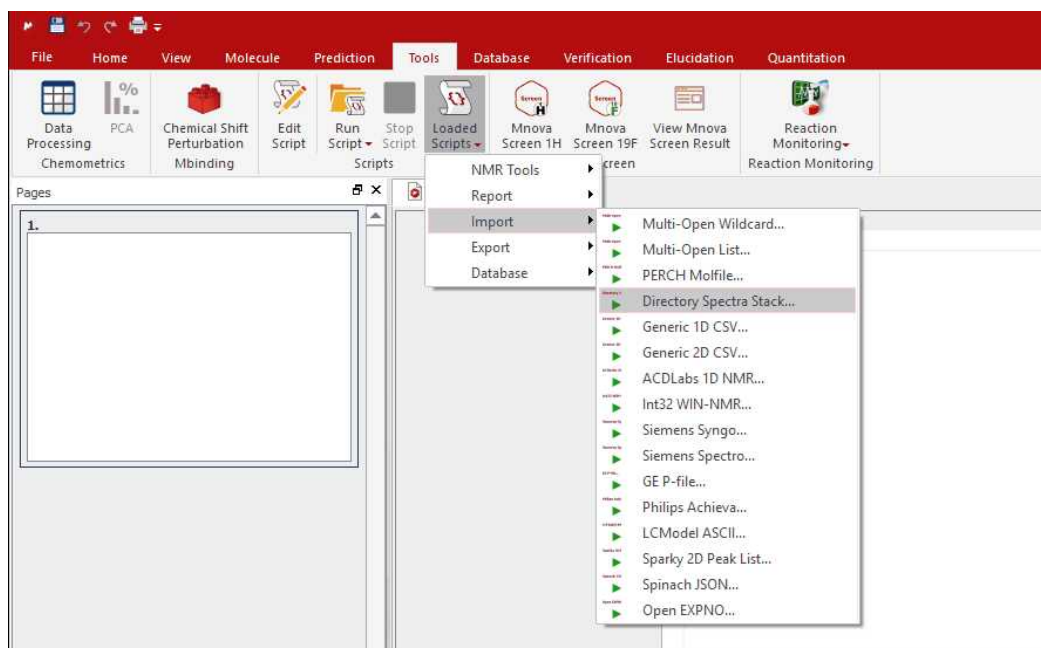 File Home View Molecule Prediction Tools Database Verification Elucidation Quantitation
Data Processing
PCA
Chemical Shift Perturbation
Edit Script
Run Script
Stop Script
Loaded Scripts
Mnova Screen 1H
Mnova Screen 19F
View Mnova Screen Result
Reaction Monitoring
Chemometrics Mbinding Scripts creen Reaction Monitoring
Pages
1.
NMR Tools
Report
Import
Export
Database
Multi-Open Wildcard...
Multi-Open List...
PERCH Molfile...
Directory Spectra Stack...
Generic 1D CSV...
Generic 2D CSV...
ACDLabs 1D NMR...
Int32 WIN-NMR...
Siemens Syngo...
Siemens Spectro...
GE P-file...
Philips Achieva...
LCModel ASCII...
Sparky 2D Peak List...
Spinach JSON...
Open EXPNO...